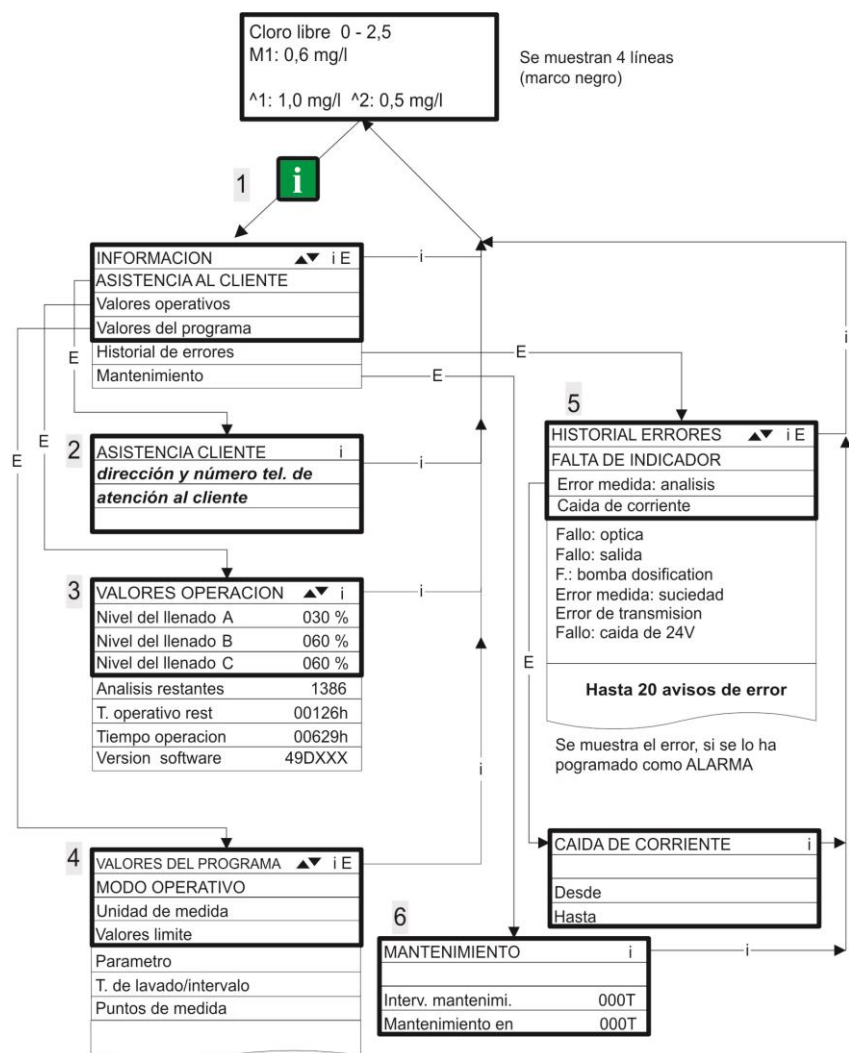 Cloro libre 0 - 2,5
M1: 0,6 mg/l
^1: 1,0 mg/l ^2: 0,5 mg/l
Se muestran 4 líneas
(marco negro)
1
i
INFORMACION ▲▼ i E
ASISTENCIA AL CLIENTE
Valores operativos
Valores del programa
Historial de errores
Mantenimiento
i
i
E
E
E
E
E
2
ASISTENCIA CLIENTE i
dirección y número tel. de
atención al cliente
i
3
VALORES OPERACION ▲▼ i
Nivel del llenado A 030 %
Nivel del llenado B 060 %
Nivel del llenado C 060 %
Analisis restantes 1386
T. operativo rest 00126h
Tiempo operacion 00629h
Version software 49DXXX
i
i
4
VALORES DEL PROGRAMA ▲▼ i E
MODO OPERATIVO
Unidad de medida
Valores limite
Parametro
T. de lavado/intervalo
Puntos de medida
5
HISTORIAL ERRORES ▲▼ i E
FALTA DE INDICADOR
Error medida: analisis
Caida de corriente
Fallo: optica
Fallo: salida
F.: bomba dosification
Error medida: suciedad
Error de transmision
Fallo: caida de 24V
E
Hasta 20 avisos de error
Se muestra el error, si se lo ha
pogramado como ALARMA
CAIDA DE CORRIENTE i
Desde
Hasta
6
MANTENIMIENTO i
Interv. mantenimi. 000T
Mantenimiento en 000T
i